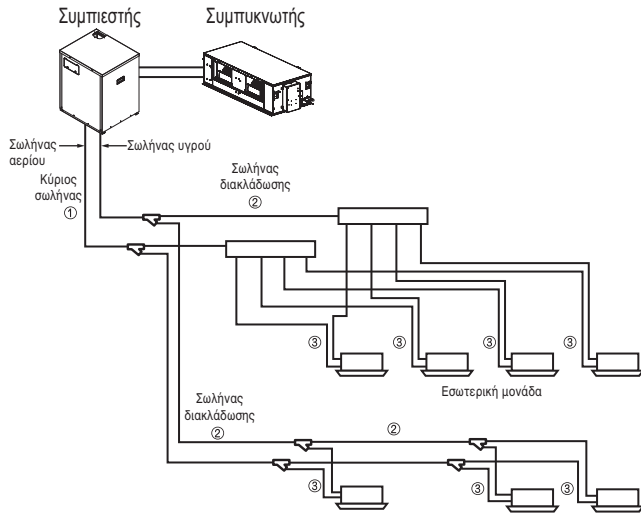 Συμπιεστής
Συμπυκνωτής
Σωλήνας
αερίου
Σωλήνας υγρού
Κύριος
σωλήνας
①
Σωλήνας
διακλάδωσης
②
③
③
③
③
Εσωτερική μονάδα
Σωλήνας
διακλάδωσης
②
②
③
③
③